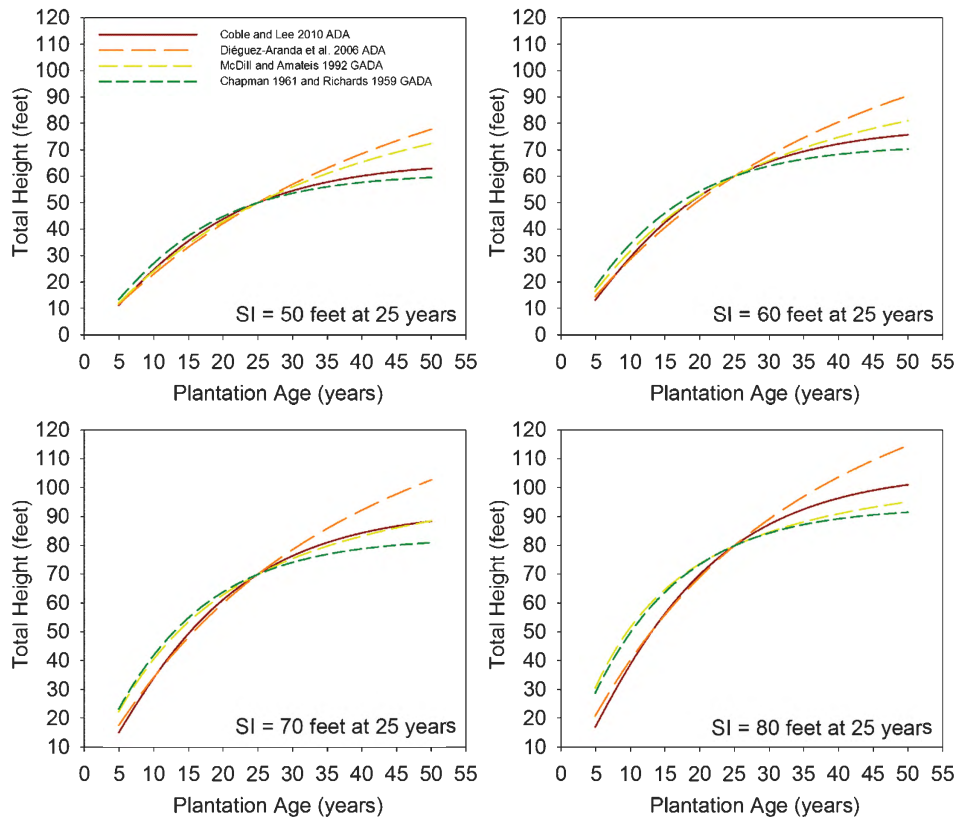 120
110
100
90
80
70
60
50
40
30
20
10
0
Total Height (feet)
Coble and Lee 2010 ADA
Diéguez-Aranda et al. 2006 ADA
McDill and Amateis 1992 GADA
Chapman 1961 and Richards 1959 GADA
SI = 50 feet at 25 years
0 5 10 15 20 25 30 35 40 45 50 55
Plantation Age (years)
120
110
100
90
80
70
60
50
40
30
20
10
0
Total Height (feet)
SI = 60 feet at 25 years
0 5 10 15 20 25 30 35 40 45 50 55
Plantation Age (years)
120
110
100
90
80
70
60
50
40
30
20
10
Total Height (feet)
SI = 70 feet at 25 years
0 5 10 15 20 25 30 35 40 45 50 55
Plantation Age (years)
120
110
100
90
80
70
60
50
40
30
20
10
Total Height (feet)
SI = 80 feet at 25 years
0 5 10 15 20 25 30 35 40 45 50 55
Plantation Age (years)